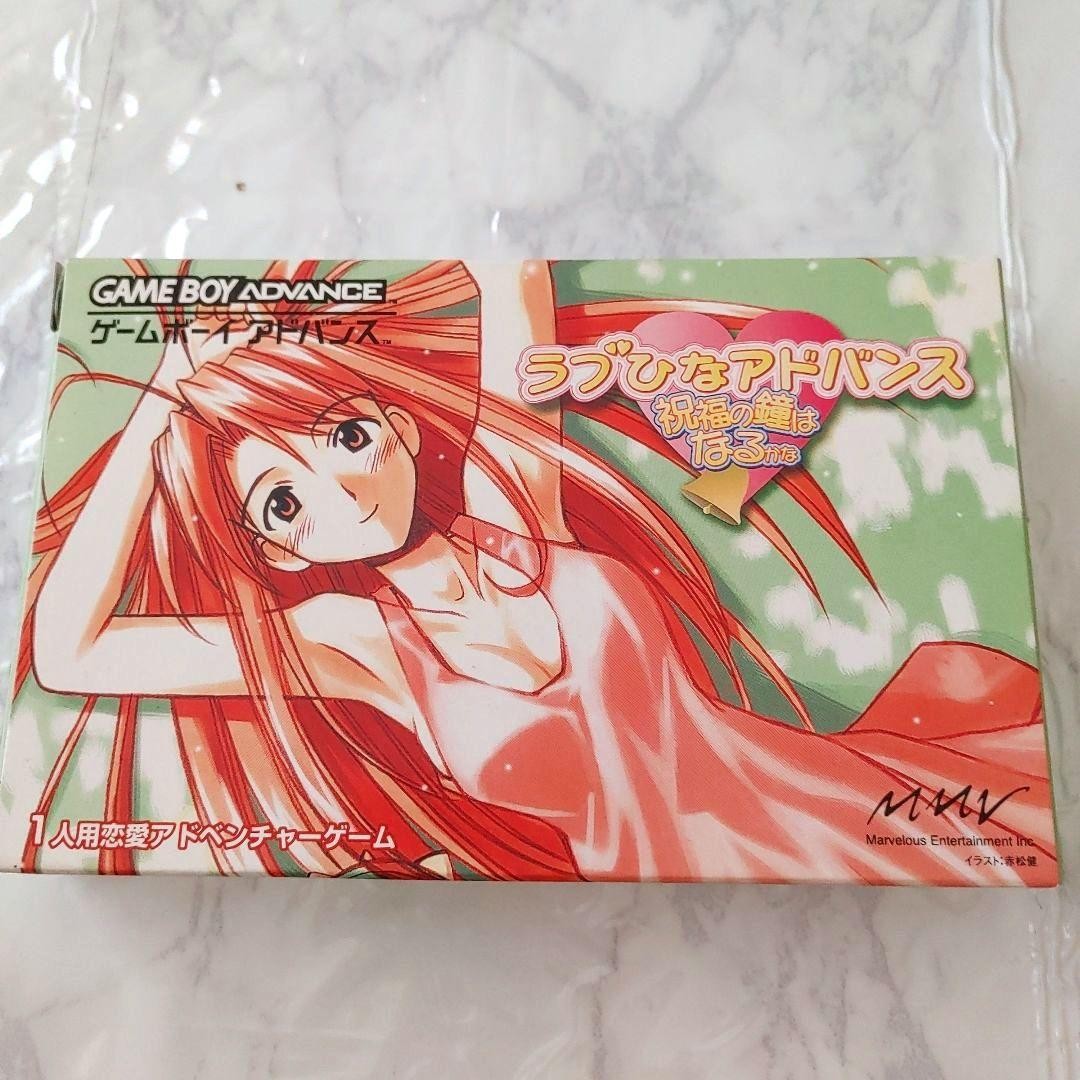 GAME BOY ADVANCE™
ゲームボーイ アドバンス™
ラブひなアドバンス
祝福の鐘は
なるかな
1人用恋愛アドベンチャーゲーム
MMV
Marvelous Entertainment Inc.
イラスト:赤松健